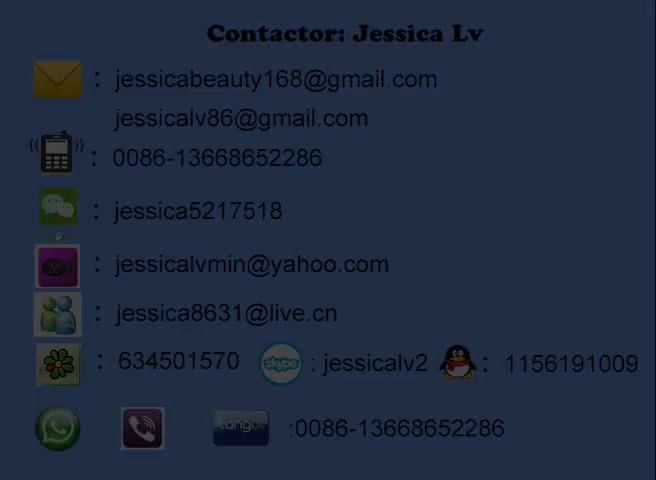 Contactor: Jessica Lv
: jessicabeauty168@gmail.com
jessicalv86@gmail.com
: 0086-13668652286
: jessica5217518
: jessicalvmin@yahoo.com
: jessica8631@live.cn
: 634501570 skype : jessicalv2 : 1156191009
:0086-13668652286